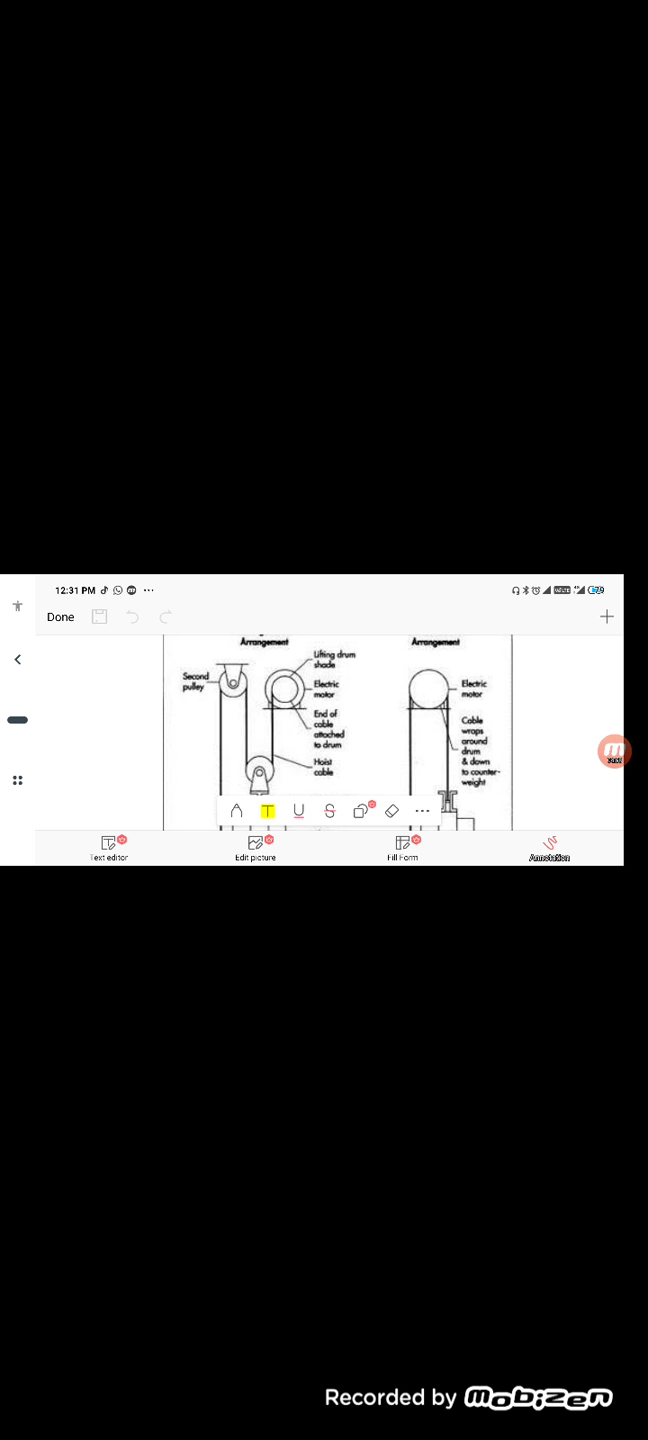 12:31 PM
79
Done
Arrangement
Arrangement
Lifting drum
shade
Second
pulley
Electric
motor
End of
cable
attached
to drum
Hoist
cable
Electric
motor
Cable
wraps
around
drum
& down
to counter-
weight
T
U
S
Text editor
Edit picture
Fill Form
Annotation
Recorded by mobizen